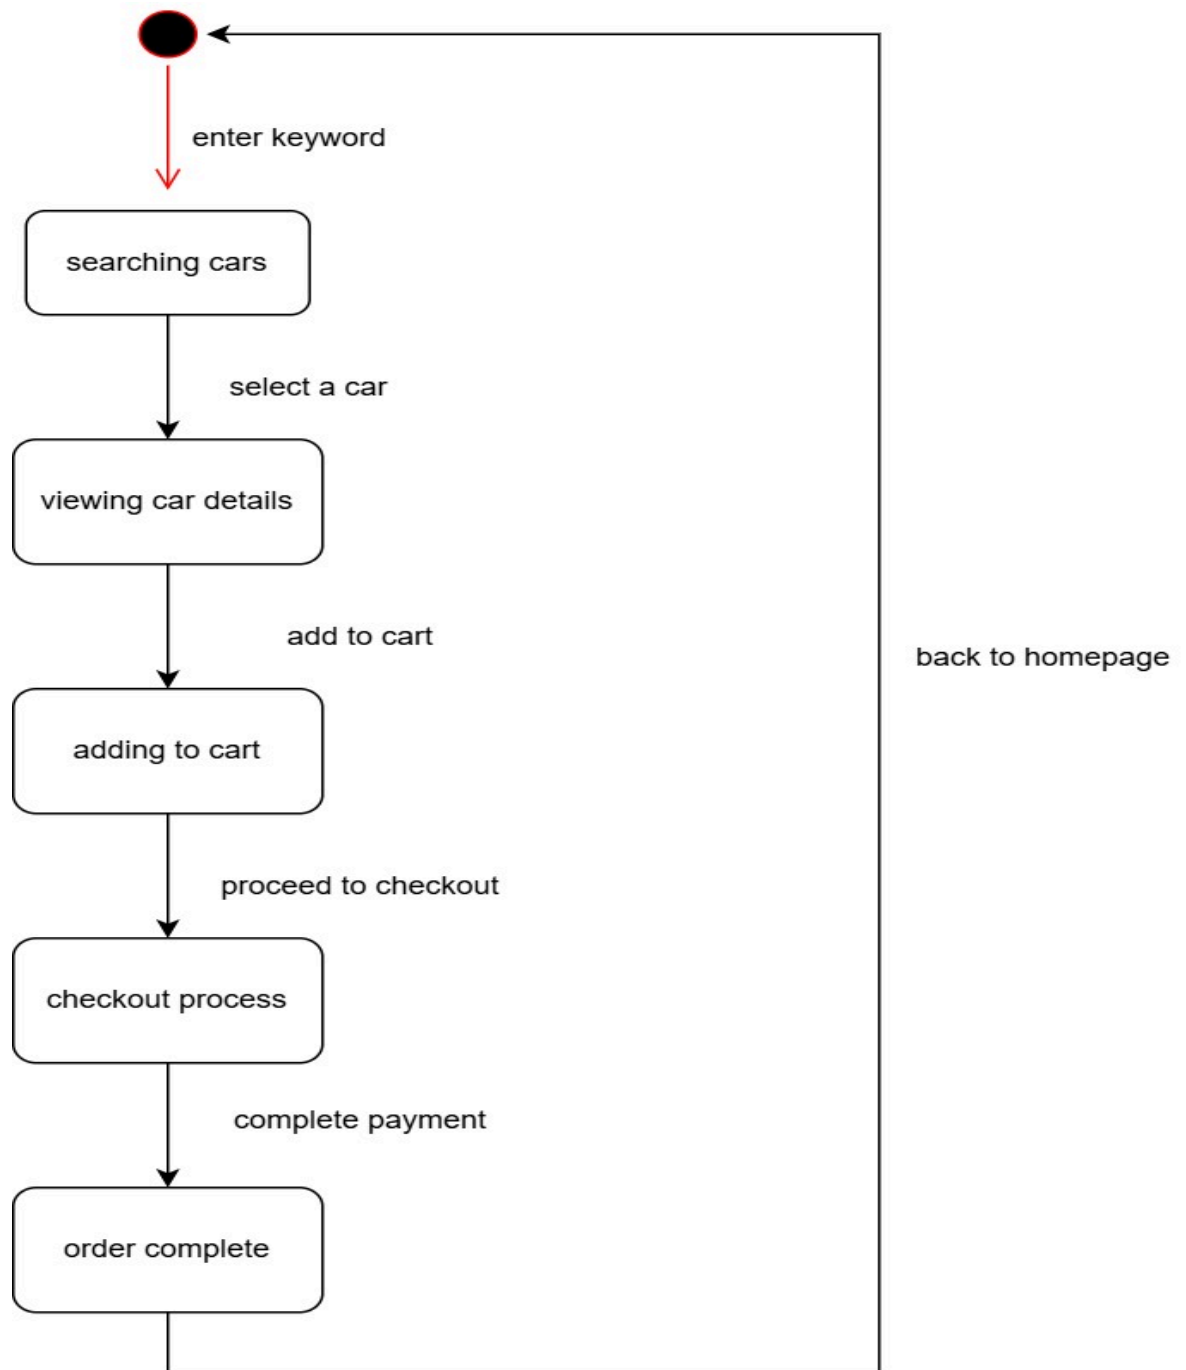 enter keyword
searching cars
select a car
viewing car details
add to cart
back to homepage
adding to cart
proceed to checkout
checkout process
complete payment
order complete